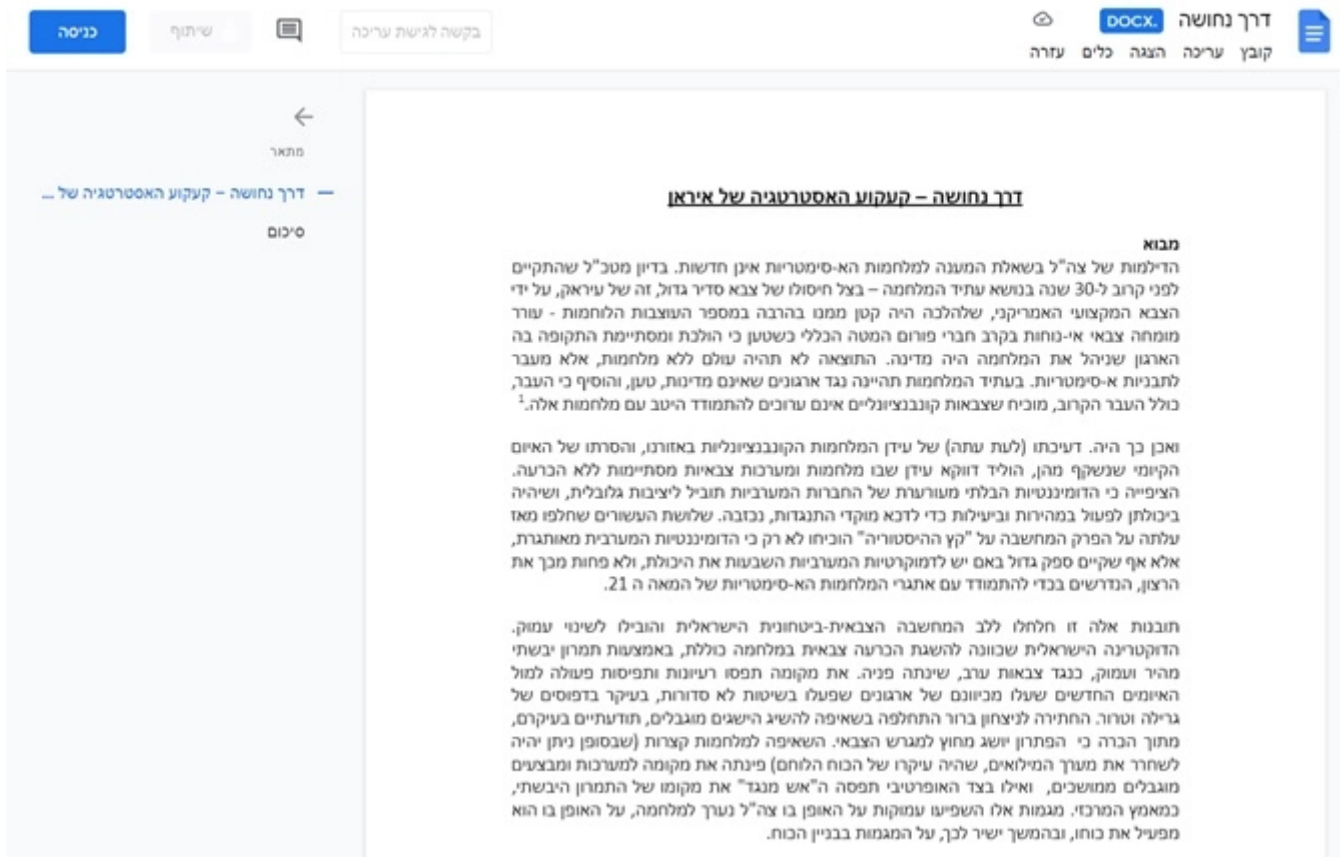 דרך נחושה .DOCX
קובץ עריכה הצגה כלים עזרה
בקשה לגישת עריכה
שיתוף
כניסה
מתאר
דרך נחושה – קעקוע האסטרטגיה של ...
סיכום
דרך נחושה – קעקוע האסטרטגיה של איראן
מבוא
הדילמות של צה"ל בשאלת המענה למלחמות הא-סימטריות אינן חדשות. בדיון מטכ"ל שהתקיים
לפני קרוב ל-30 שנה בנושא עתיד המלחמה – בצל חיסולו של צבא סדיר גדול, זה של עיראק, על ידי
הצבא המקצועי האמריקני, שלהלכה היה קטן ממנו בהרבה במספר העוצבות הלוחמות - עורר
מומחה צבאי אי-נוחות בקרב חברי פורום המטה הכללי כשטען כי הולכת ומסתיימת התקופה בה
הארגון שניהל את המלחמה היה מדינה. התוצאה לא תהיה עולם ללא מלחמות, אלא מעבר
לתבניות א-סימטריות. בעתיד המלחמות תהיינה נגד ארגונים שאינם מדינות, טען, והוסיף כי העבר,
כולל העבר הקרוב, מוכיח שצבאות קונבנציונליים אינם ערוכים להתמודד היטב עם מלחמות אלה.1
ואכן כך היה. דעיכתו (לעת עתה) של עידן המלחמות הקונבנציונליות באזורנו, והסרתו של האיום
הקיומי שנשקף מהן, הוליד דווקא עידן שבו מלחמות ומערכות צבאיות מסתיימות ללא הכרעה.
הציפייה כי הדומיננטיות הבלתי מעורערת של החברות המערביות תוביל ליציבות גלובלית, ושיהיה
ביכולתן לפעול במהירות וביעילות כדי לדכא מוקדי התנגדות, נכזבה. שלושת העשורים שחלפו מאז
עלתה על הפרק המחשבה על "קץ ההיסטוריה" הוכיחו לא רק כי הדומיננטיות המערבית מאותגרת,
אלא אף שקיים ספק גדול באם יש לדמוקרטיות המערביות השבעות את היכולת, ולא פחות מכך את
הרצון, הנדרשים בכדי להתמודד עם אתגרי המלחמות הא-סימטריות של המאה ה 21.
תובנות אלה זו חלחלו ללב המחשבה הצבאית-ביטחונית הישראלית והובילו לשינוי עמוק.
הדוקטרינה הישראלית שכוונה להשגת הכרעה צבאית במלחמה כוללת, באמצעות תמרון יבשתי
מהיר ועמוק, כנגד צבאות ערב, שינתה פניה. את מקומה תפסו רעיונות ותפיסות פעולה למול
האיומים החדשים שעלו מכיוונם של ארגונים שפעלו בשיטות לא סדורות, בעיקר בדפוסים של
גרילה וטרור. החתירה לניצחון ברור התחלפה בשאיפה להשיג הישגים מוגבלים, תודעתיים בעיקרם,
מתוך הכרה כי הפתרון יושג מחוץ למגרש הצבאי. השאיפה למלחמות קצרות (שבסופן ניתן יהיה
לשחרר את מערך המילואים, שהיה עיקרו של הכוח הלוחם) פינתה את מקומה למערכות ומבצעים
מוגבלים ממושכים, ואילו בצד האופרטיבי תפסה ה"אש מנגד" את מקומו של התמרון היבשתי,
כמאמץ המרכזי. מגמות אלו השפיעו עמוקות על האופן בו צה"ל נערך למלחמה, על האופן בו הוא
מפעיל את כוחו, ובהמשך ישיר לכך, על המגמות בבניין הכוח.